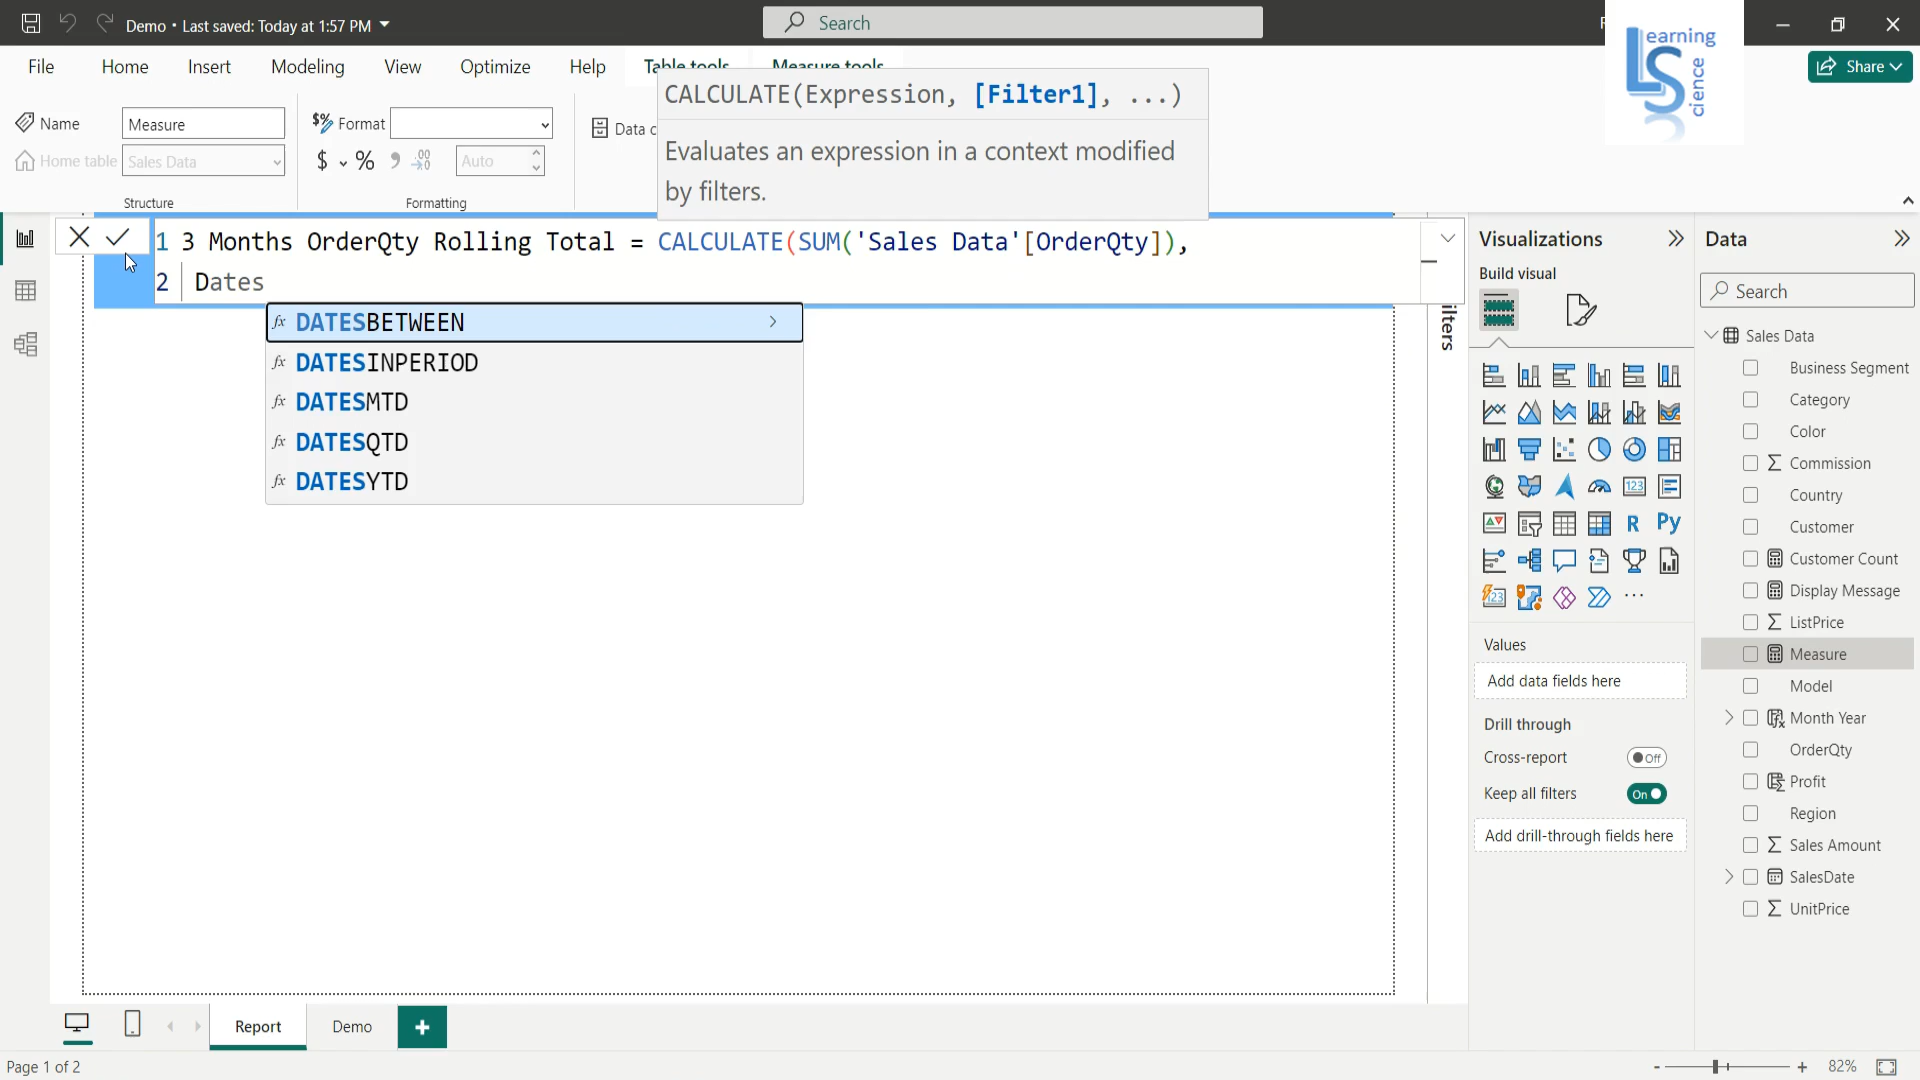 Demo • Last saved: Today at 1:57 PM
Search
File Home Insert Modeling View Optimize Help Table tools Measure tools
Share
Learning Science
CALCULATE(Expression, [Filter1], ...)
Evaluates an expression in a context modified
by filters.
Name Measure
Format
Data c
Home table Sales Data
$ % Auto
Structure
Formatting
1 3 Months OrderQty Rolling Total = CALCULATE(SUM('Sales Data'[OrderQty]),
2 Dates
DATESBETWEEN
DATESINPERIOD
DATESMTD
DATESQTD
DATESYTD
Visualizations
Build visual
R Py
123
Values
Add data fields here
Drill through
Cross-report Off
Keep all filters On
Add drill-through fields here
Data
Search
Sales Data
Business Segment
Category
Color
Commission
Country
Customer
Customer Count
Display Message
ListPrice
Measure
Model
Month Year
OrderQty
Profit
Region
Sales Amount
SalesDate
UnitPrice
Report Demo +
Page 1 of 2
- + 82%